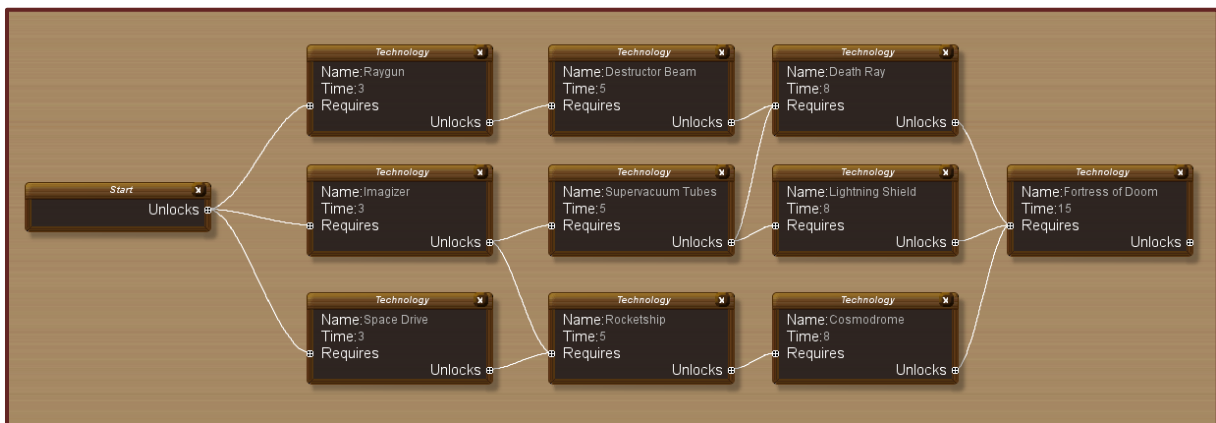 Start
Unlocks
Technology
Name:Raygun
Time:3
Requires
Unlocks
Technology
Name:Destructor Beam
Time:5
Requires
Unlocks
Technology
Name:Death Ray
Time:8
Requires
Unlocks
Technology
Name:Imagizer
Time:3
Requires
Unlocks
Technology
Name:Supervacuum Tubes
Time:5
Requires
Unlocks
Technology
Name:Lightning Shield
Time:8
Requires
Unlocks
Technology
Name:Fortress of Doom
Time:15
Requires
Unlocks
Technology
Name:Space Drive
Time:3
Requires
Unlocks
Technology
Name:Rocketship
Time:5
Requires
Unlocks
Technology
Name:Cosmodrome
Time:8
Requires
Unlocks